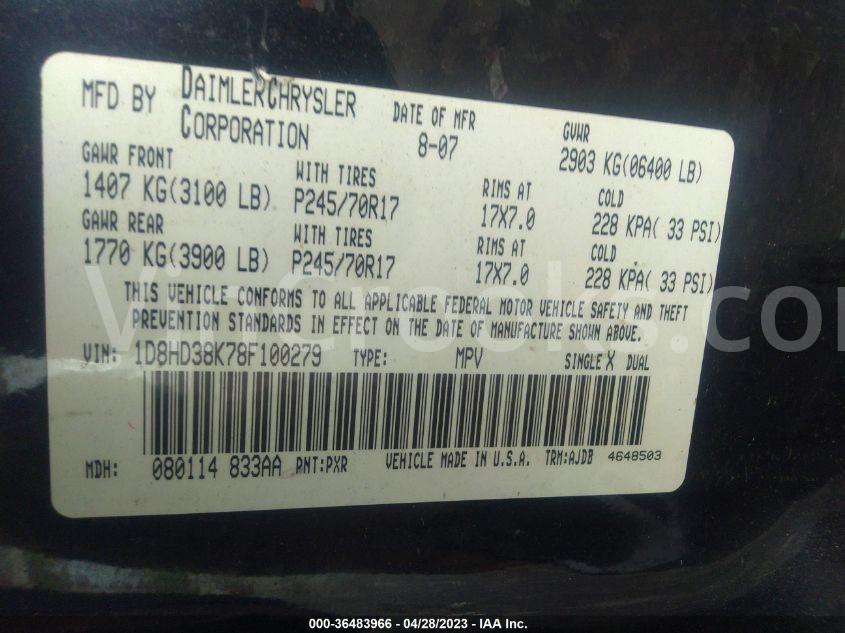 MFD BY DAIMLERCHRYSLER CORPORATION DATE OF MFR 8-07 GVWR 2903 KG(06400 LB)
GAWR FRONT WITH TIRES RIMS AT COLD
1407 KG(3100 LB) P245/70R17 17X7.0 228 KPA( 33 PSI)
GAWR REAR WITH TIRES RIMS AT COLD
1770 KG(3900 LB) P245/70R17 17X7.0 228 KPA( 33 PSI)
THIS VEHICLE CONFORMS TO ALL APPLICABLE FEDERAL MOTOR VEHICLE SAFETY AND THEFT
PREVENTION STANDARDS IN EFFECT ON THE DATE OF MANUFACTURE SHOWN ABOVE.
VIN: 1D8HD38K78F100279 TYPE: MPV SINGLE X DUAL
MDH: 080114 833AA PNT:PXR VEHICLE MADE IN U.S.A. TRM:AJDB 4648503
000-36483966 - 04/28/2023 - IAA Inc.